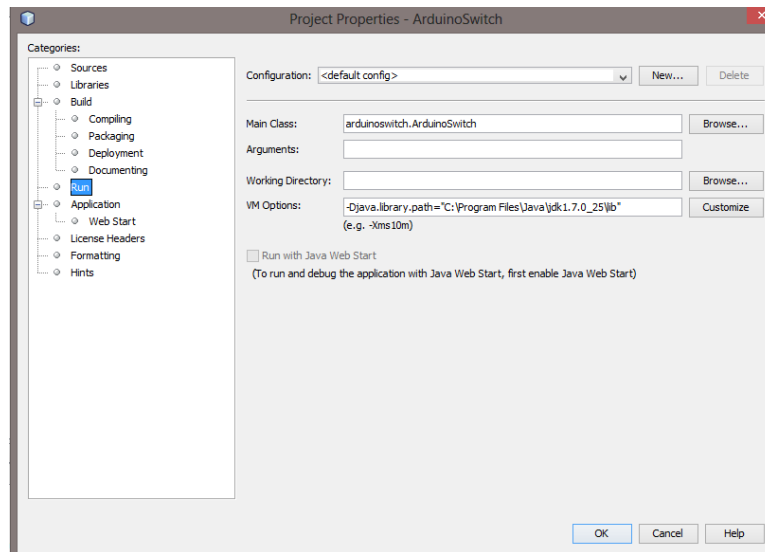 Project Properties - ArduinoSwitch
Categories:
Sources
Libraries
Build
Compiling
Packaging
Deployment
Documenting
Run
Application
Web Start
License Headers
Formatting
Hints
Configuration: <default config> New... Delete
Main Class: arduinoswitch.ArduinoSwitch Browse...
Arguments:
Working Directory: Browse...
VM Options: -Djava.library.path="C:\Program Files\Java\jdk1.7.0_25\lib" Customize
(e.g. -Xms10m)
Run with Java Web Start
(To run and debug the application with Java Web Start, first enable Java Web Start)
OK Cancel Help